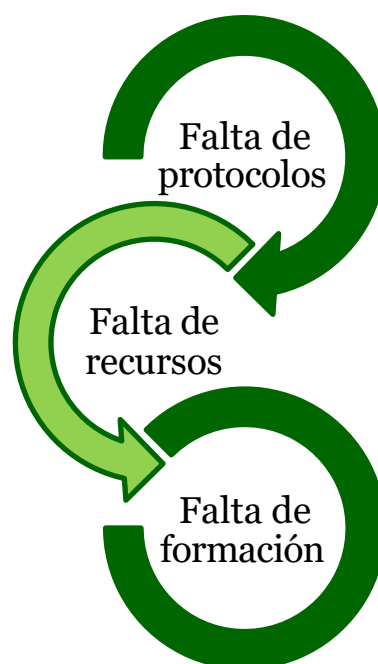 Falta de
protocolos
Falta de
recursos
Falta de
formación